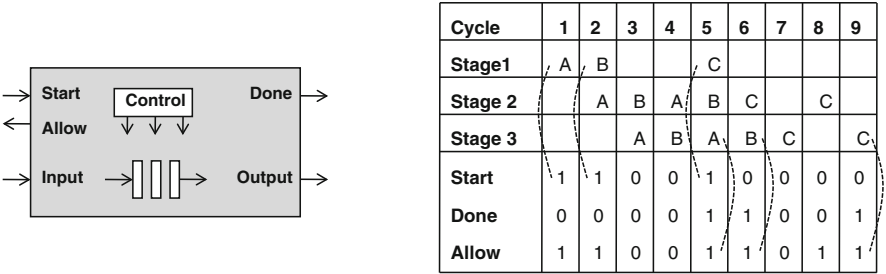 Start
Control
Done
Allow
Input
Output
Cycle 1 2 3 4 5 6 7 8 9
Stage1 A B C
Stage 2 A B A B C C
Stage 3 A B A B C C
Start 1 1 0 0 1 0 0 0 0
Done 0 0 0 0 1 1 0 0 1
Allow 1 1 0 0 1 1 0 1 1